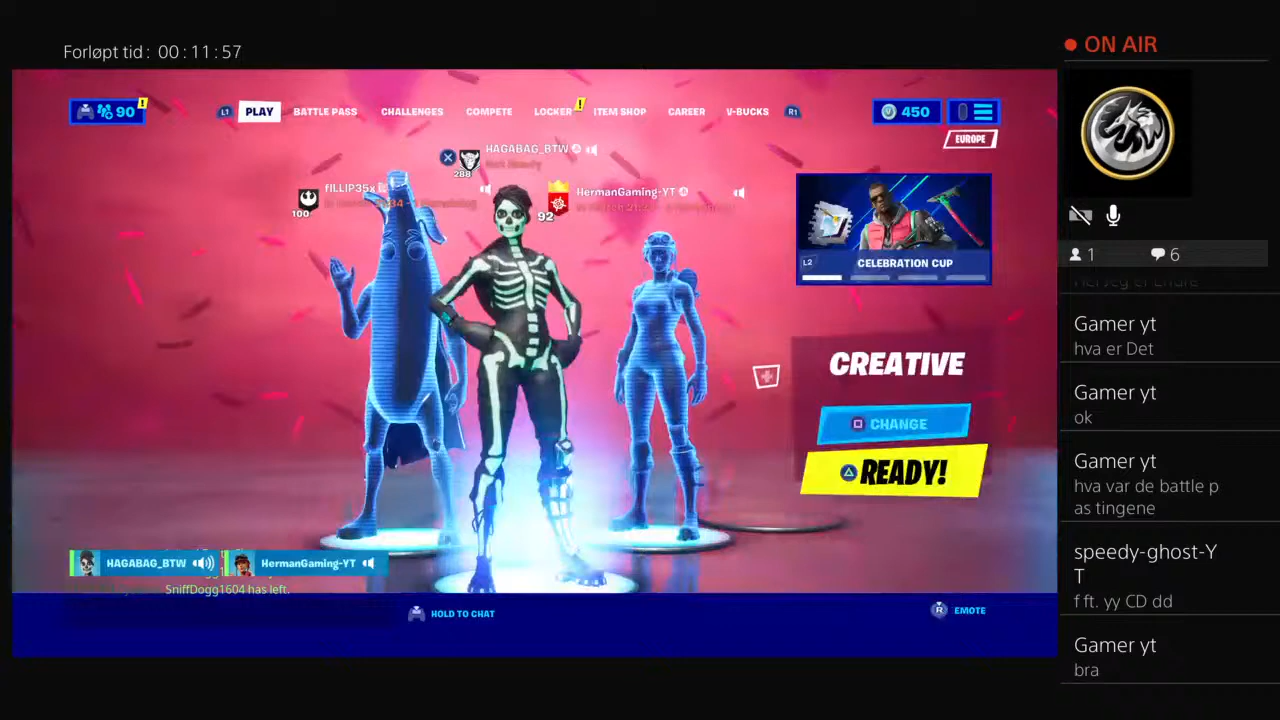 Forløpt tid: 00:11:57
ON AIR
90
L1 PLAY BATTLE PASS CHALLENGES COMPETE LOCKER ITEM SHOP CAREER V-BUCKS R1
450
EUROPE
HAGABAG_BTW
288
fILLIP35x
100
HermanGaming-YT
92
L2
CELEBRATION CUP
1 6
Gamer yt
hva er Det
Gamer yt
ok
Gamer yt
hva var de battle p
as tingene
speedy-ghost-Y
T
f ft. yy CD dd
Gamer yt
bra
CREATIVE
CHANGE
READY!
HAGABAG_BTW HermanGaming-YT
SniffDogg1604 has left.
HOLD TO CHAT
R EMOTE